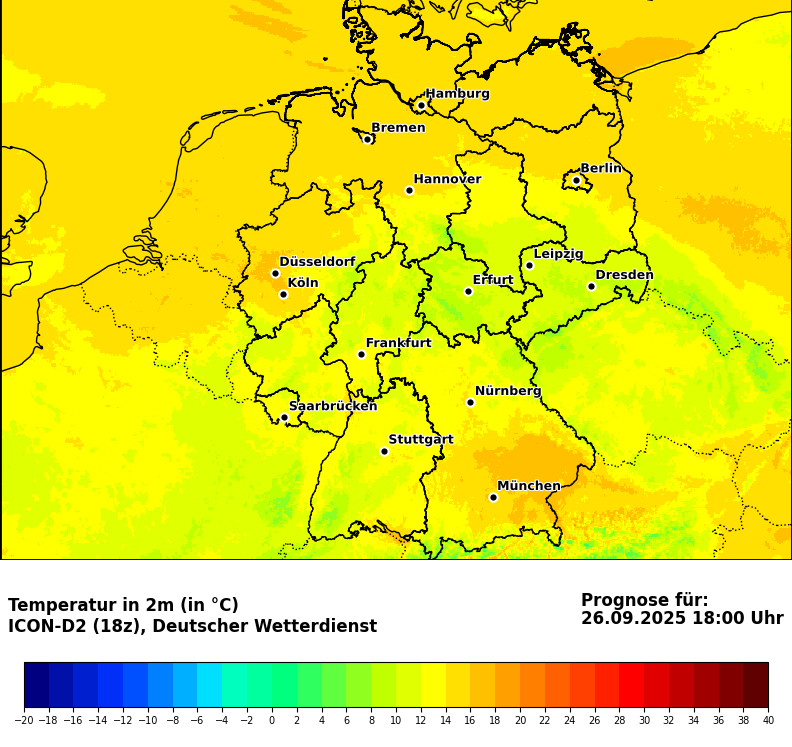 Hamburg
Bremen
Berlin
Hannover
Leipzig
Düsseldorf
Dresden
Erfurt
Köln
Frankfurt
Nürnberg
Saarbrücken
Stuttgart
München
Temperatur in 2m (in °C)
ICON-D2 (18z), Deutscher Wetterdienst
Prognose für:
26.09.2025 18:00 Uhr
−20 −18 −16 −14 −12 −10 −8 −6 −4 −2 0 2 4 6 8 10 12 14 16 18 20 22 24 26 28 30 32 34 36 38 40